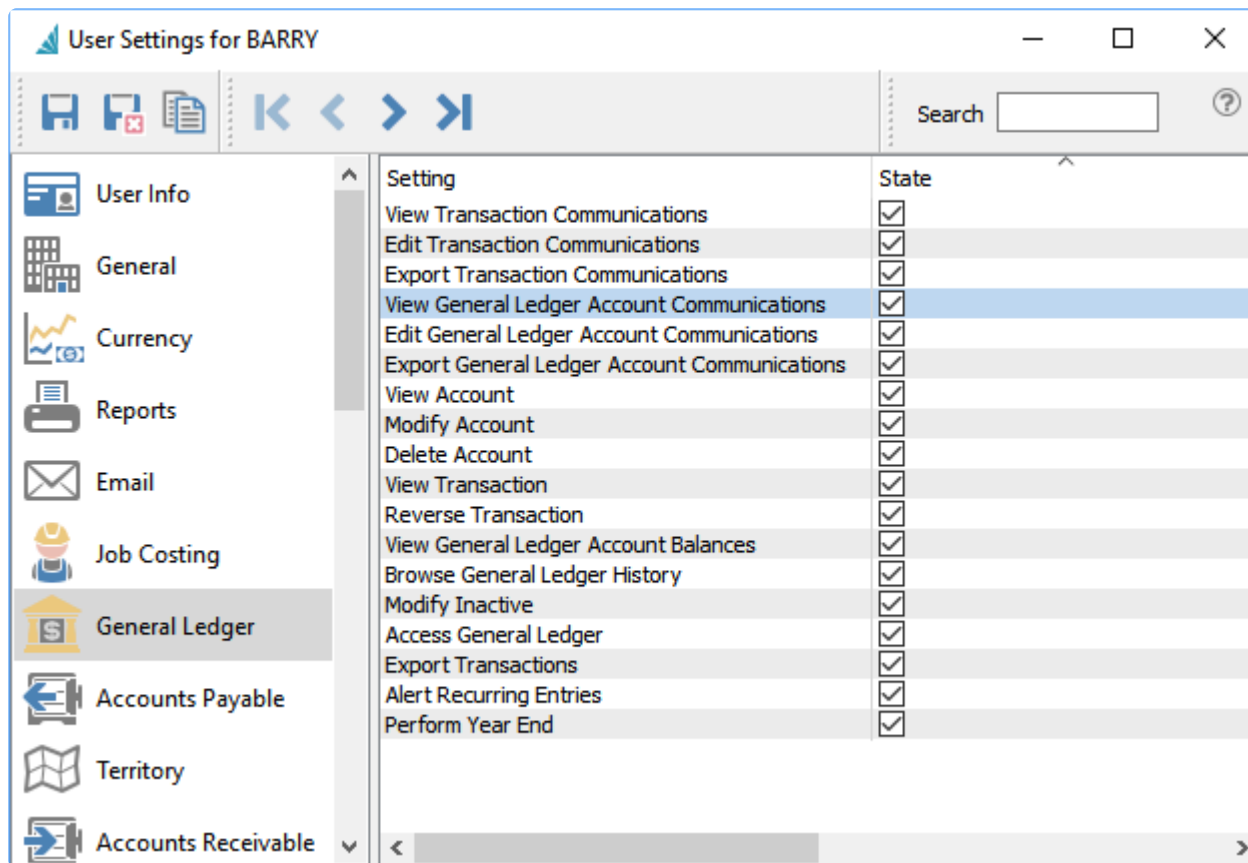 User Settings for BARRY
Search
User Info
General
Currency
Reports
Email
Job Costing
General Ledger
Accounts Payable
Territory
Accounts Receivable
Setting State
View Transaction Communications
Edit Transaction Communications
Export Transaction Communications
View General Ledger Account Communications
Edit General Ledger Account Communications
Export General Ledger Account Communications
View Account
Modify Account
Delete Account
View Transaction
Reverse Transaction
View General Ledger Account Balances
Browse General Ledger History
Modify Inactive
Access General Ledger
Export Transactions
Alert Recurring Entries
Perform Year End